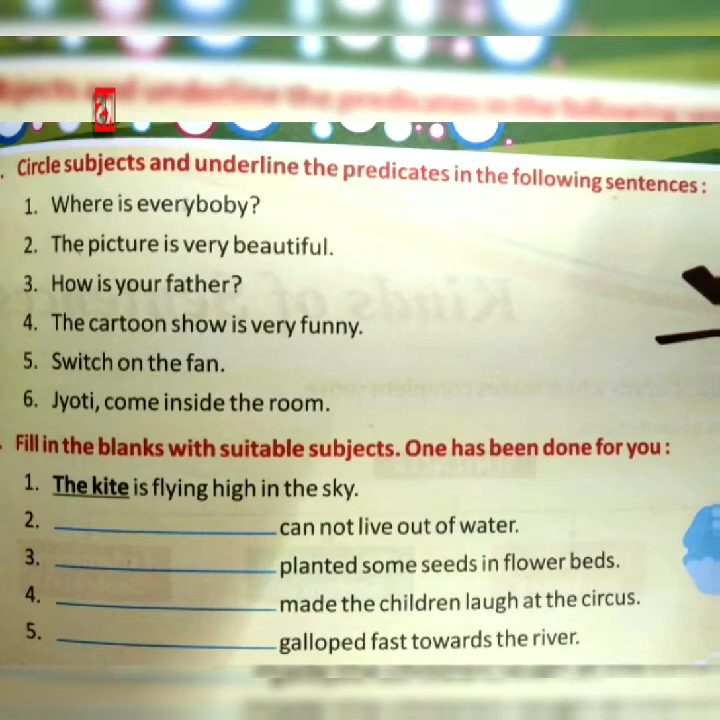 Circle subjects and underline the predicates in the following sentences :
1. Where is everyboby?
2. The picture is very beautiful.
3. How is your father?
4. The cartoon show is very funny.
5. Switch on the fan.
6. Jyoti, come inside the room.
Fill in the blanks with suitable subjects. One has been done for you :
1. The kite is flying high in the sky.
2. ____________ can not live out of water.
3. ____________ planted some seeds in flower beds.
4. ____________ made the children laugh at the circus.
5. ____________ galloped fast towards the river.